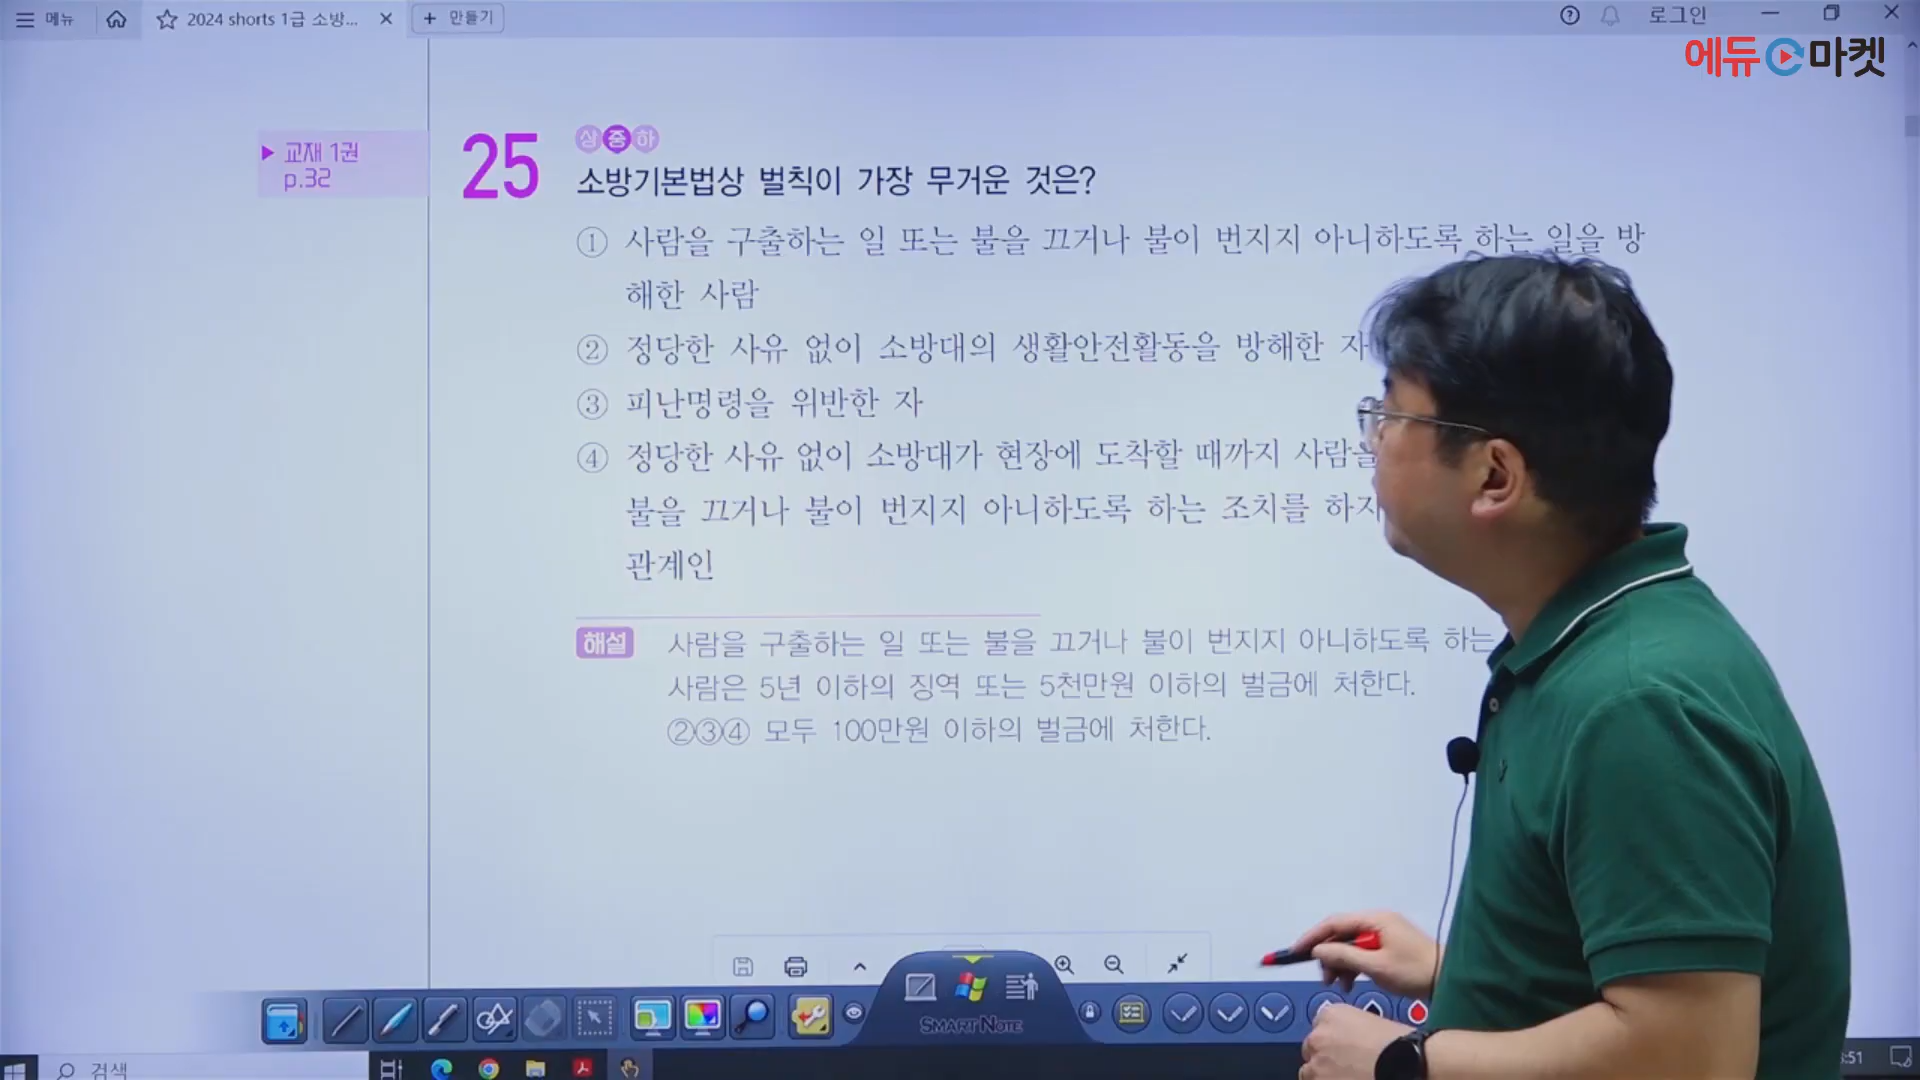 메뉴
2024 shorts 1급 소방...
만들기
로그인
에듀마켓
교재 1권
p.32
25
상 중 하
소방기본법상 벌칙이 가장 무거운 것은?
① 사람을 구출하는 일 또는 불을 끄거나 불이 번지지 아니하도록 하는 일을 방
해한 사람
② 정당한 사유 없이 소방대의 생활안전활동을 방해한 자
③ 피난명령을 위반한 자
④ 정당한 사유 없이 소방대가 현장에 도착할 때까지 사람을
불을 끄거나 불이 번지지 아니하도록 하는 조치를 하지
관계인
해설 사람을 구출하는 일 또는 불을 끄거나 불이 번지지 아니하도록 하는
사람은 5년 이하의 징역 또는 5천만원 이하의 벌금에 처한다.
②③④ 모두 100만원 이하의 벌금에 처한다.
SMART NOTE
검색
:51